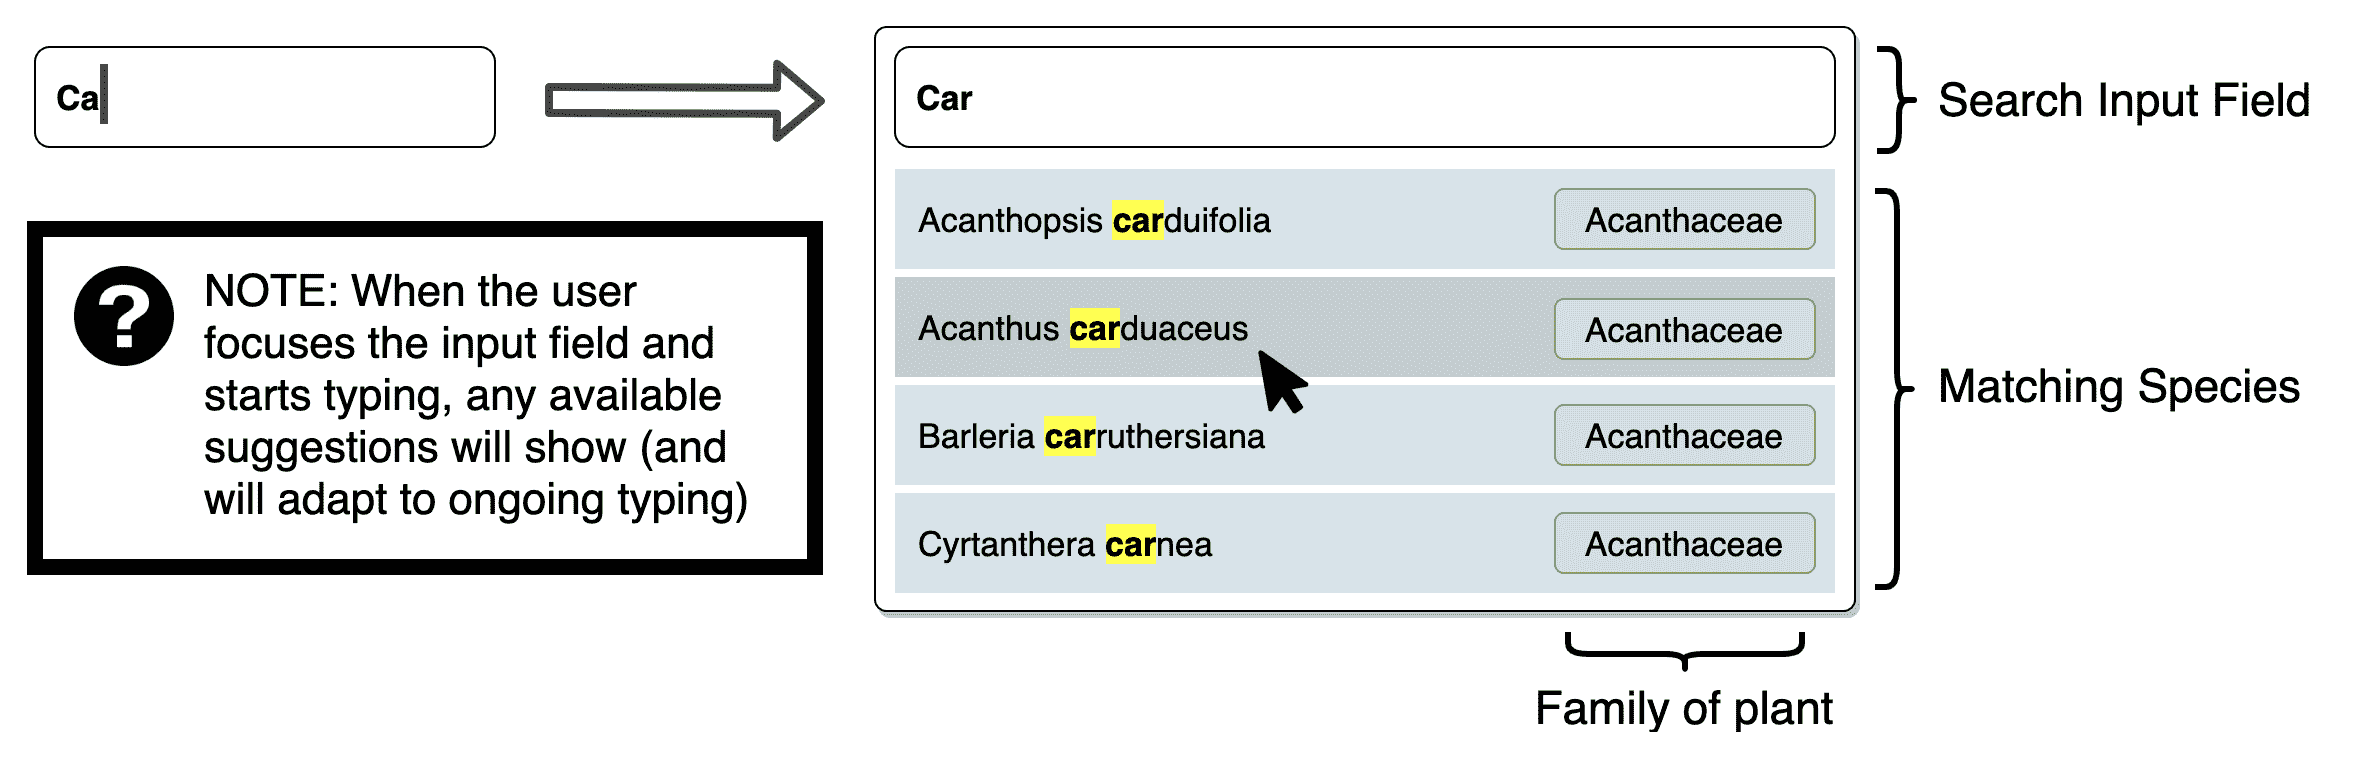 Ca
Car
Search Input Field
NOTE: When the user
focuses the input field and
starts typing, any available
suggestions will show (and
will adapt to ongoing typing)
Acanthopsis carduifolia Acanthaceae
Acanthus carduaceus Acanthaceae
Barleria carruthersiana Acanthaceae
Cyrtanthera carnea Acanthaceae
Matching Species
Family of plant